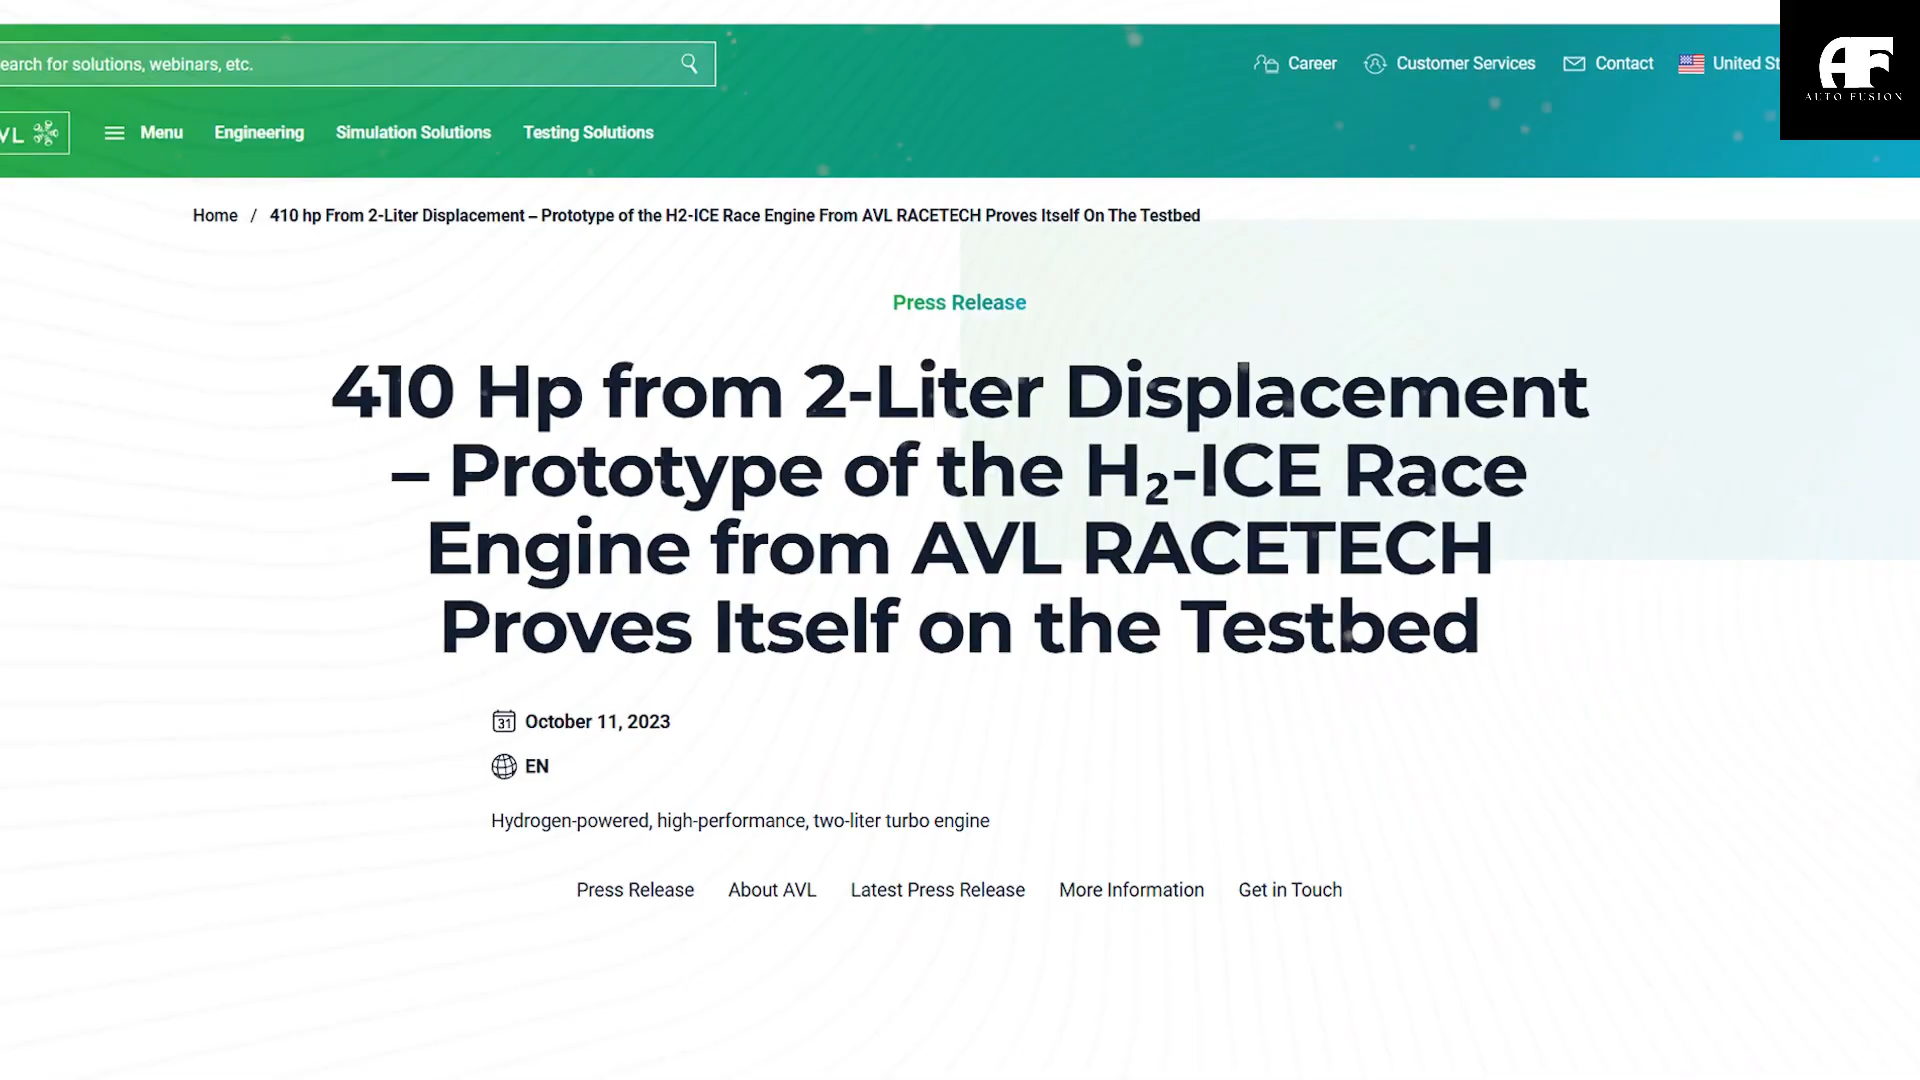 earch for solutions, webinars, etc.
Career
Customer Services
Contact
United St
AF
AUTO FUSION
VL
Menu
Engineering
Simulation Solutions
Testing Solutions
Home / 410 hp From 2-Liter Displacement – Prototype of the H2-ICE Race Engine From AVL RACETECH Proves Itself On The Testbed
Press Release
410 Hp from 2-Liter Displacement
– Prototype of the H₂-ICE Race
Engine from AVL RACETECH
Proves Itself on the Testbed
31
October 11, 2023
EN
Hydrogen-powered, high-performance, two-liter turbo engine
Press Release
About AVL
Latest Press Release
More Information
Get in Touch